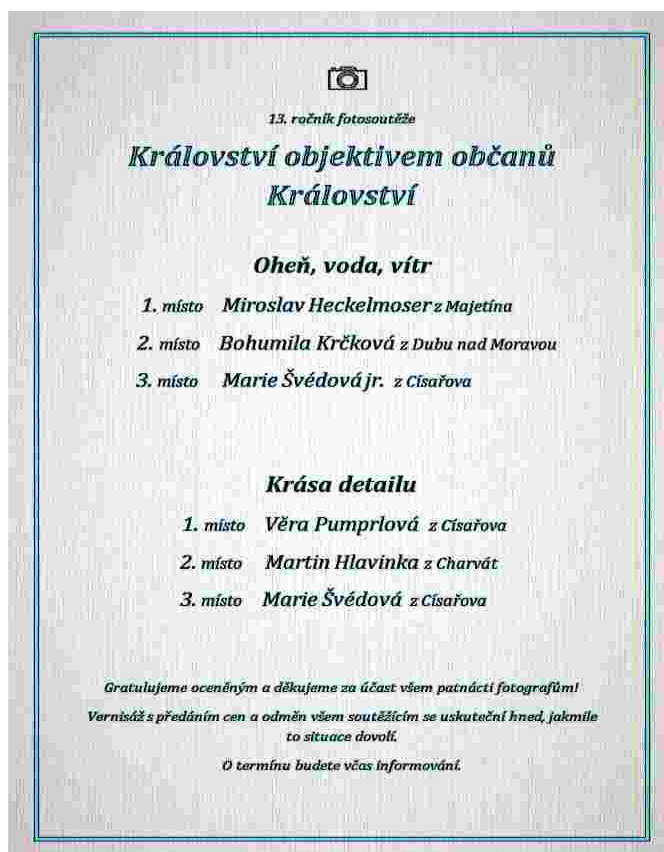 13. ročník fotosoutěže
Království objektivem občanů
Království
Oheň, voda, vítr
1. místo Miroslav Heckelmoser z Majetína
2. místo Bohumila Krčková z Dubu nad Moravou
3. místo Marie Švédová jr. z Císařova
Krása detailu
1. místo Věra Pumprlová z Císařova
2. místo Martin Hlavinka z Charvát
3. místo Marie Švédová z Císařova
Gratulujeme oceněným a děkujeme za účast všem patnácti fotografům!
Vernisáž s předáním cen a odměn všem soutěžícím se uskuteční hned, jakmile
to situace dovolí.
O termínu budete včas informování.